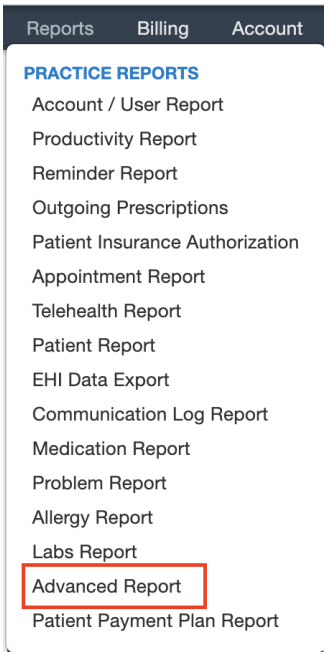 Reports Billing Account
PRACTICE REPORTS
Account / User Report
Productivity Report
Reminder Report
Outgoing Prescriptions
Patient Insurance Authorization
Appointment Report
Telehealth Report
Patient Report
EHI Data Export
Communication Log Report
Medication Report
Problem Report
Allergy Report
Labs Report
Advanced Report
Patient Payment Plan Report